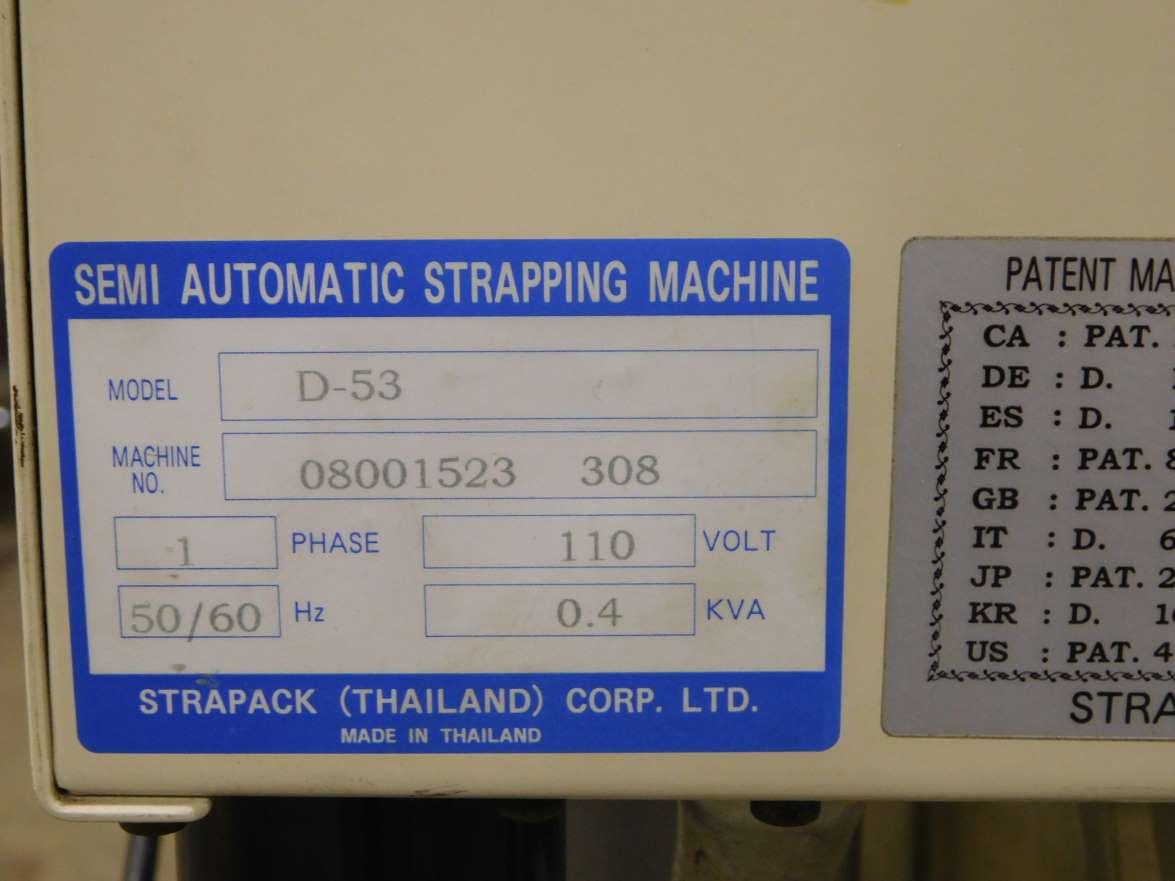 SEMI AUTOMATIC STRAPPING MACHINE
MODEL D-53
MACHINE NO. 08001523 308
1 PHASE 110 VOLT
50/60 Hz 0.4 KVA
STRAPACK (THAILAND) CORP. LTD.
MADE IN THAILAND
PATENT
CA : PAT.
DE : D.
ES : D.
FR : PAT.
GB : PAT.
IT : D.
JP : PAT.
KR : D.
US : PAT.